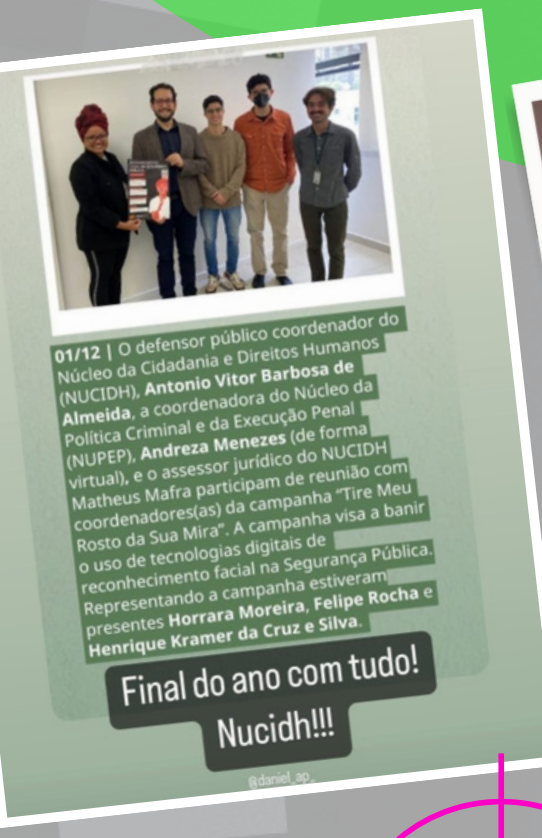 01/12 | O defensor público coordenador do
Núcleo da Cidadania e Direitos Humanos
(NUCIDH), Antonio Vitor Barbosa de
Almeida, a coordenadora do Núcleo da
Política Criminal e da Execução Penal
(NUPEP), Andreza Menezes (de forma
virtual), e o assessor jurídico do NUCIDH
Matheus Mafra participam de reunião com
coordenadores(as) da campanha “Tire Meu
Rosto da Sua Mira”. A campanha visa a banir
o uso de tecnologias digitais de
reconhecimento facial na Segurança Pública.
Representando a campanha estiveram
presentes Horrara Moreira, Felipe Rocha e
Henrique Kramer da Cruz e Silva.
Final do ano com tudo!
Nucidh!!!
@daniel_ap_